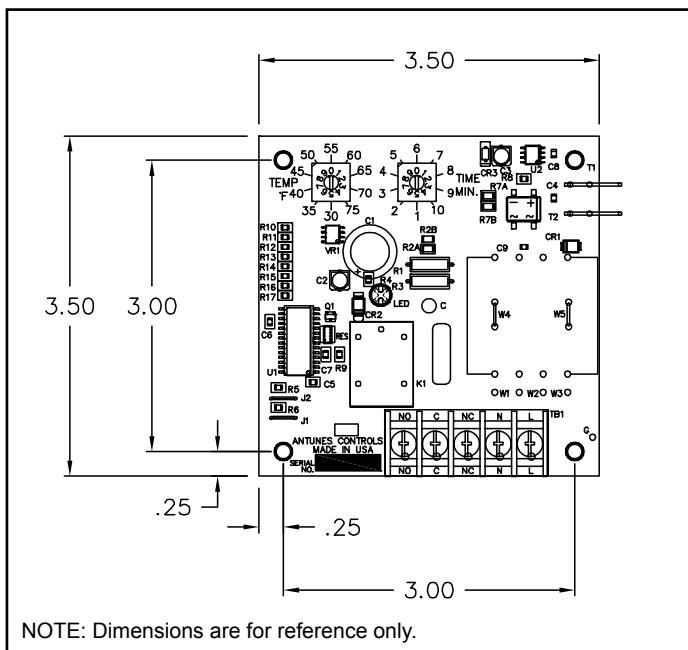 3.50
50 55 60
45 65
TEMP
°F 40 70
35 30 75
5 6 7
4 8
3 9
2 1 10
TIME
MIN.
CR3
R8
U2
C8
T1
C4
R7A
R7B
T2
C9
CR1
R10
R11
R12
R13
R14
R15
R16
R17
VR1
C1
+
C2
R2B
R2A
R1
R4
R3
LED
C
CR2
Q1
RES
C6
U1
C7
R9
C5
K1
R5
J2
R6
J1
W4
W5
W1 W2 W3
TB1
G
NO C NC N L
NO C NC N L
ANTUNES CONTROLS
MADE IN USA
SERIAL
NO.
3.50
3.00
.25
.25
3.00
NOTE: Dimensions are for reference only.